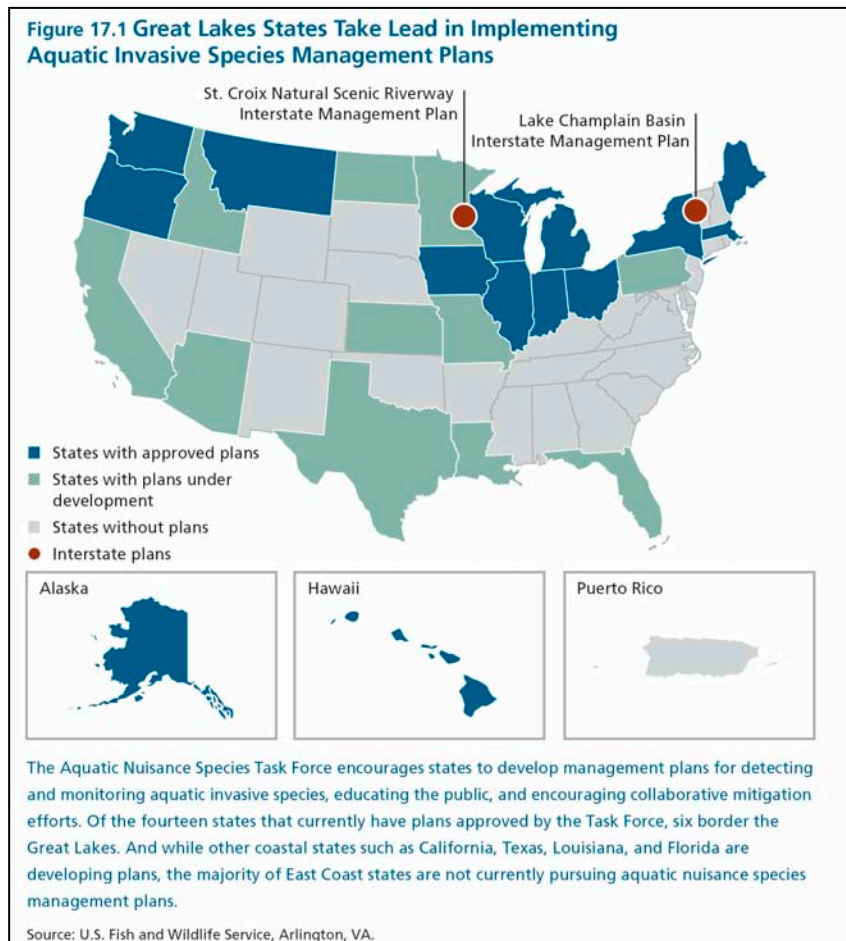 Figure 17.1 Great Lakes States Take Lead in Implementing
Aquatic Invasive Species Management Plans
St. Croix Natural Scenic Riverway
Interstate Management Plan
Lake Champlain Basin
Interstate Management Plan
States with approved plans
States with plans under
development
States without plans
Interstate plans
Alaska
Hawaii
Puerto Rico
The Aquatic Nuisance Species Task Force encourages states to develop management plans for detecting
and monitoring aquatic invasive species, educating the public, and encouraging collaborative mitigation
efforts. Of the fourteen states that currently have plans approved by the Task Force, six border the
Great Lakes. And while other coastal states such as California, Texas, Louisiana, and Florida are
developing plans, the majority of East Coast states are not currently pursuing aquatic nuisance species
management plans.
Source: U.S. Fish and Wildlife Service, Arlington, VA.